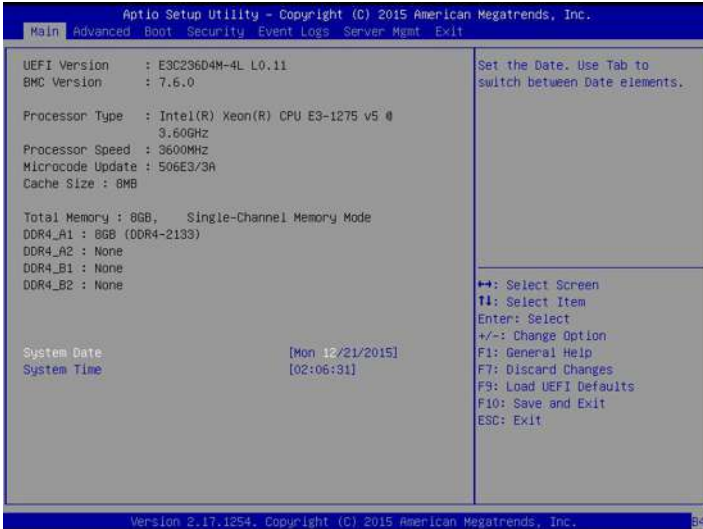 Aptio Setup Utility – Copyright (C) 2015 American Megatrends, Inc.
Main Advanced Boot Security Event Logs Server Mgmt Exit
UEFI Version : E3C236D4M-4L L0.11
BMC Version : 7.6.0
Processor Type : Intel(R) Xeon(R) CPU E3-1275 v5 @
3.60GHz
Processor Speed : 3600MHz
Microcode Update : 506E3/3A
Cache Size : 8MB
Total Memory : 8GB, Single-Channel Memory Mode
DDR4_A1 : 8GB (DDR4-2133)
DDR4_A2 : None
DDR4_B1 : None
DDR4_B2 : None
System Date [Mon 12/21/2015]
System Time [02:06:31]
Set the Date. Use Tab to
switch between Date elements.
↔: Select Screen
↑↓: Select Item
Enter: Select
+/-: Change Option
F1: General Help
F7: Discard Changes
F9: Load UEFI Defaults
F10: Save and Exit
ESC: Exit
Version 2.17.1254. Copyright (C) 2015 American Megatrends, Inc.
B4